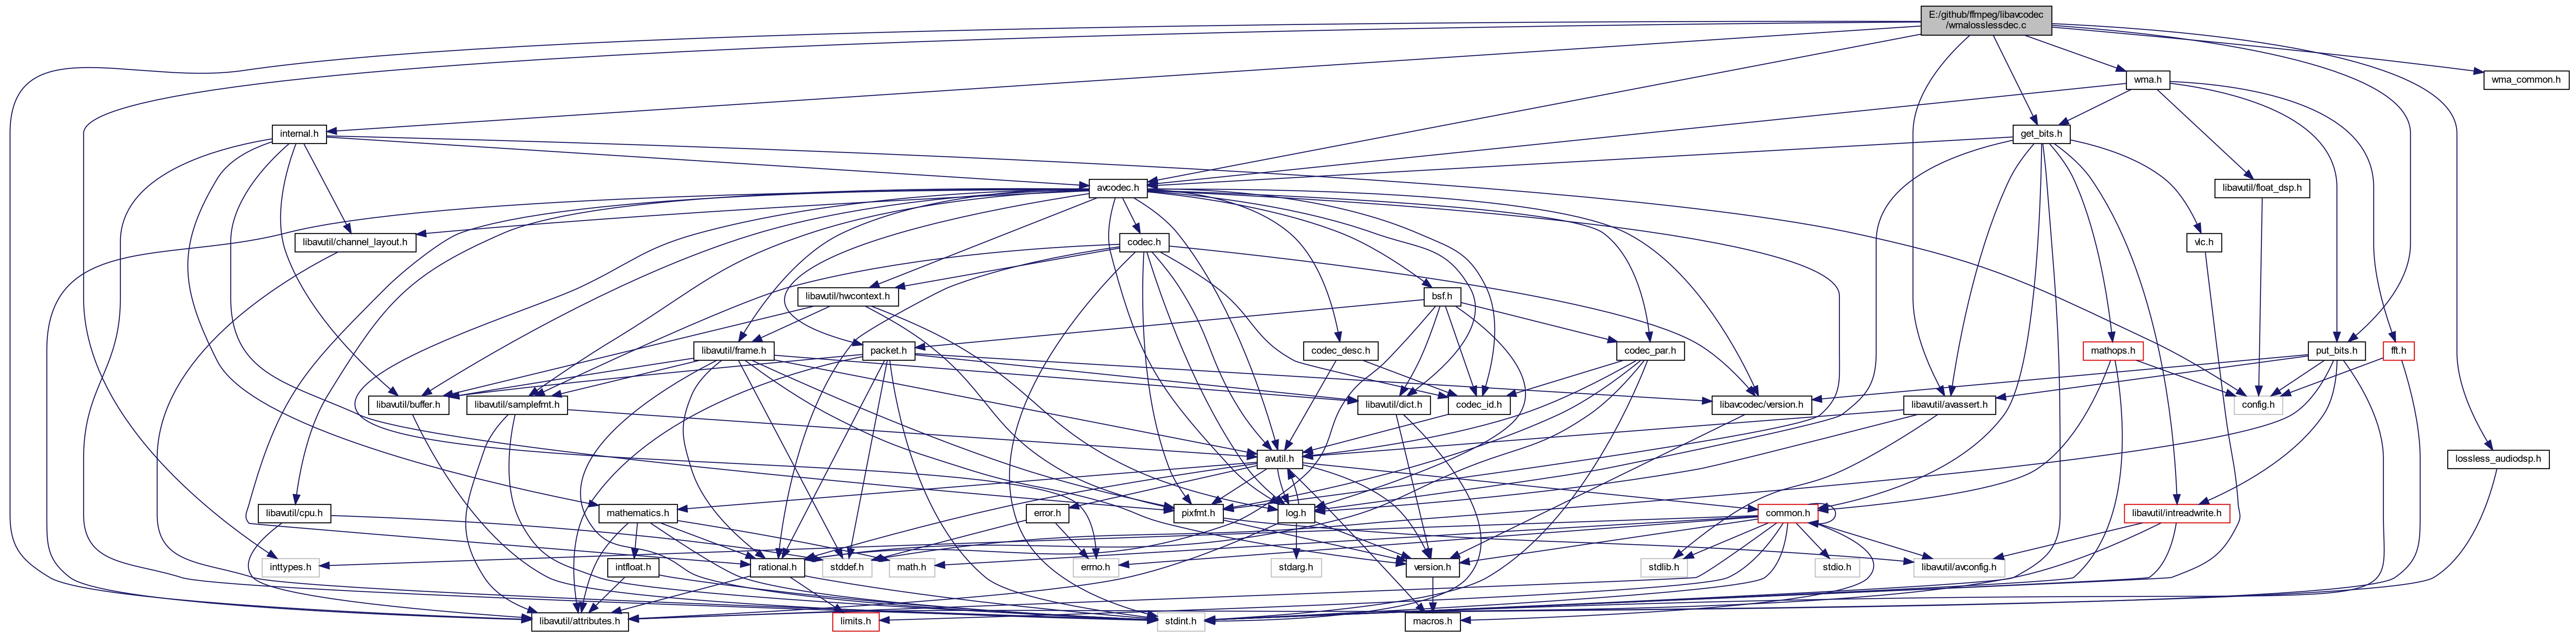 E:/github/ffmpeg/libavcodec
/wmalosslessdec.c
wma_common.h
wma.h
internal.h
get_bits.h
avcodec.h
libavutil/float_dsp.h
libavutil/channel_layout.h
codec.h
vlc.h
libavutil/hwcontext.h
bsf.h
libavutil/frame.h
packet.h
codec_desc.h
codec_par.h
mathops.h
put_bits.h
fft.h
libavutil/buffer.h
libavutil/samplefmt.h
libavutil/dict.h
codec_id.h
libavcodec/version.h
libavutil/avassert.h
config.h
avutil.h
lossless_audiodsp.h
libavutil/cpu.h
mathematics.h
error.h
pixfmt.h
log.h
common.h
libavutil/intreadwrite.h
inttypes.h
intfloat.h
rational.h
stddef.h
math.h
errno.h
stdarg.h
version.h
stdlib.h
stdio.h
libavutil/avconfig.h
libavutil/attributes.h
limits.h
stdint.h
macros.h